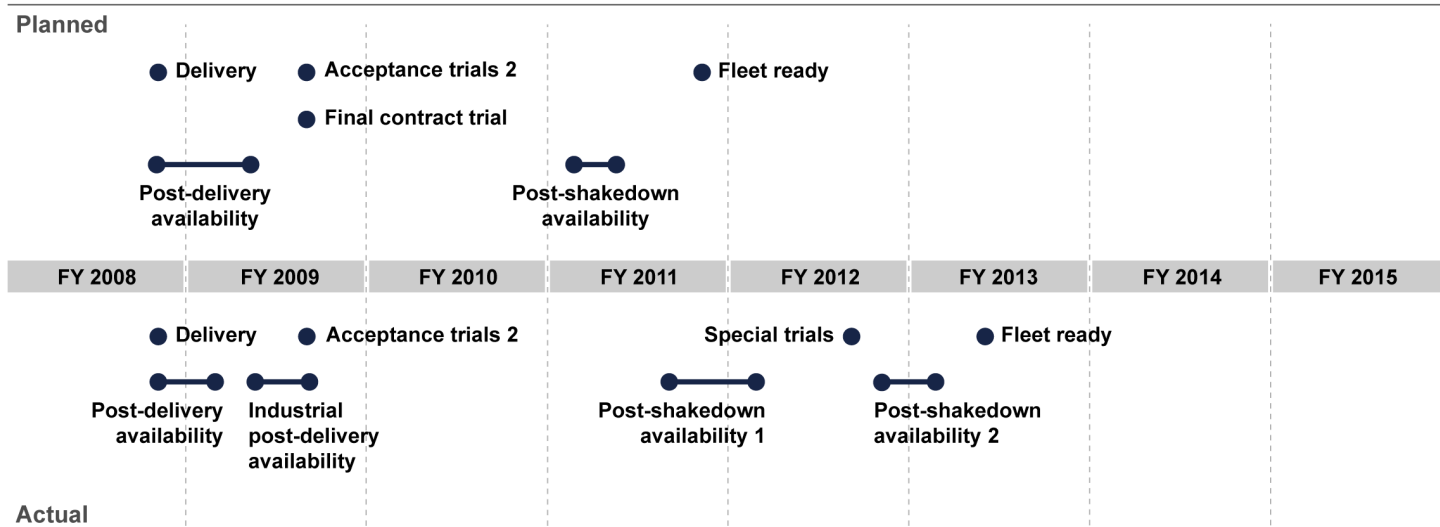 Planned
Delivery
Acceptance trials 2
Fleet ready
Final contract trial
Post-delivery
availability
Post-shakedown
availability
FY 2008
FY 2009
FY 2010
FY 2011
FY 2012
FY 2013
FY 2014
FY 2015
Delivery
Acceptance trials 2
Special trials
Fleet ready
Post-delivery
availability
Industrial
post-delivery
availability
Post-shakedown
availability 1
Post-shakedown
availability 2
Actual